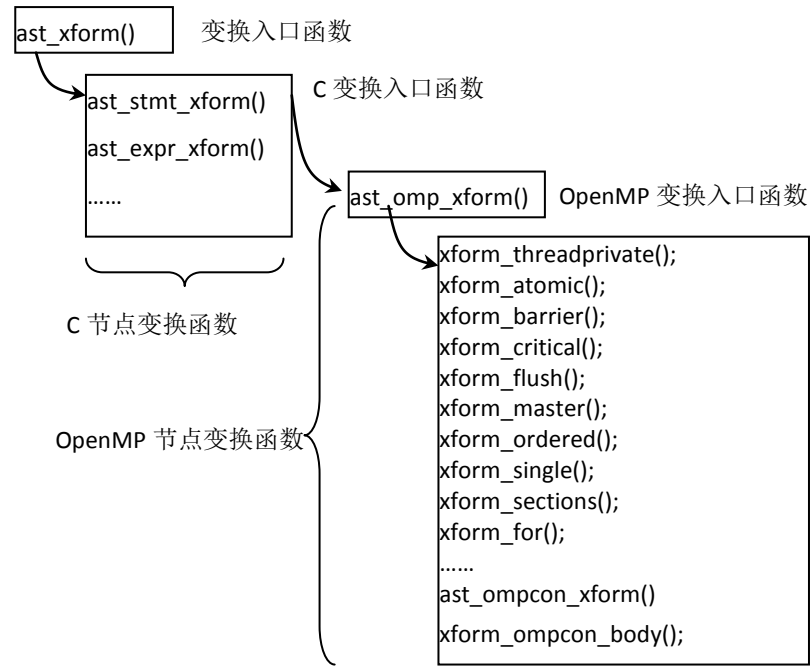 ast_xform() 变换入口函数
ast_stmt_xform() C 变换入口函数
ast_expr_xform()
……
ast_omp_xform() OpenMP 变换入口函数
C 节点变换函数
OpenMP 节点变换函数
xform_threadprivate();
xform_atomic();
xform_barrier();
xform_critical();
xform_flush();
xform_master();
xform_ordered();
xform_single();
xform_sections();
xform_for();
……
ast_ompcon_xform()
xform_ompcon_body();